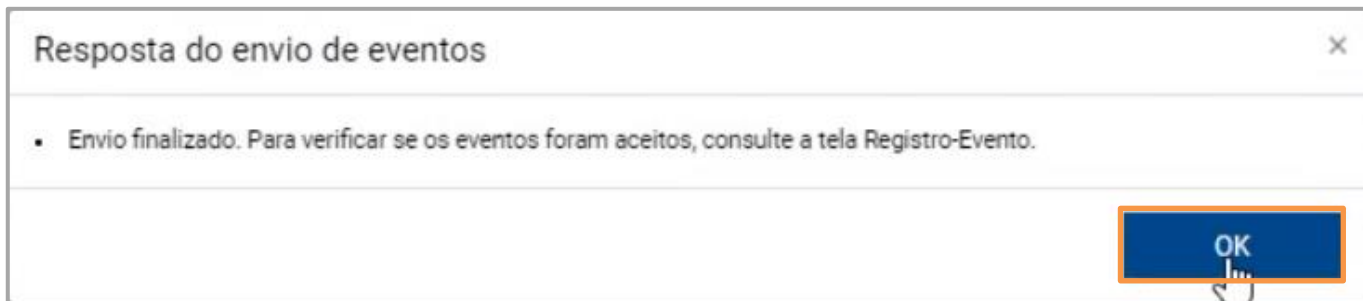 Resposta do envio de eventos
• Envio finalizado. Para verificar se os eventos foram aceitos, consulte a tela Registro-Evento.
OK